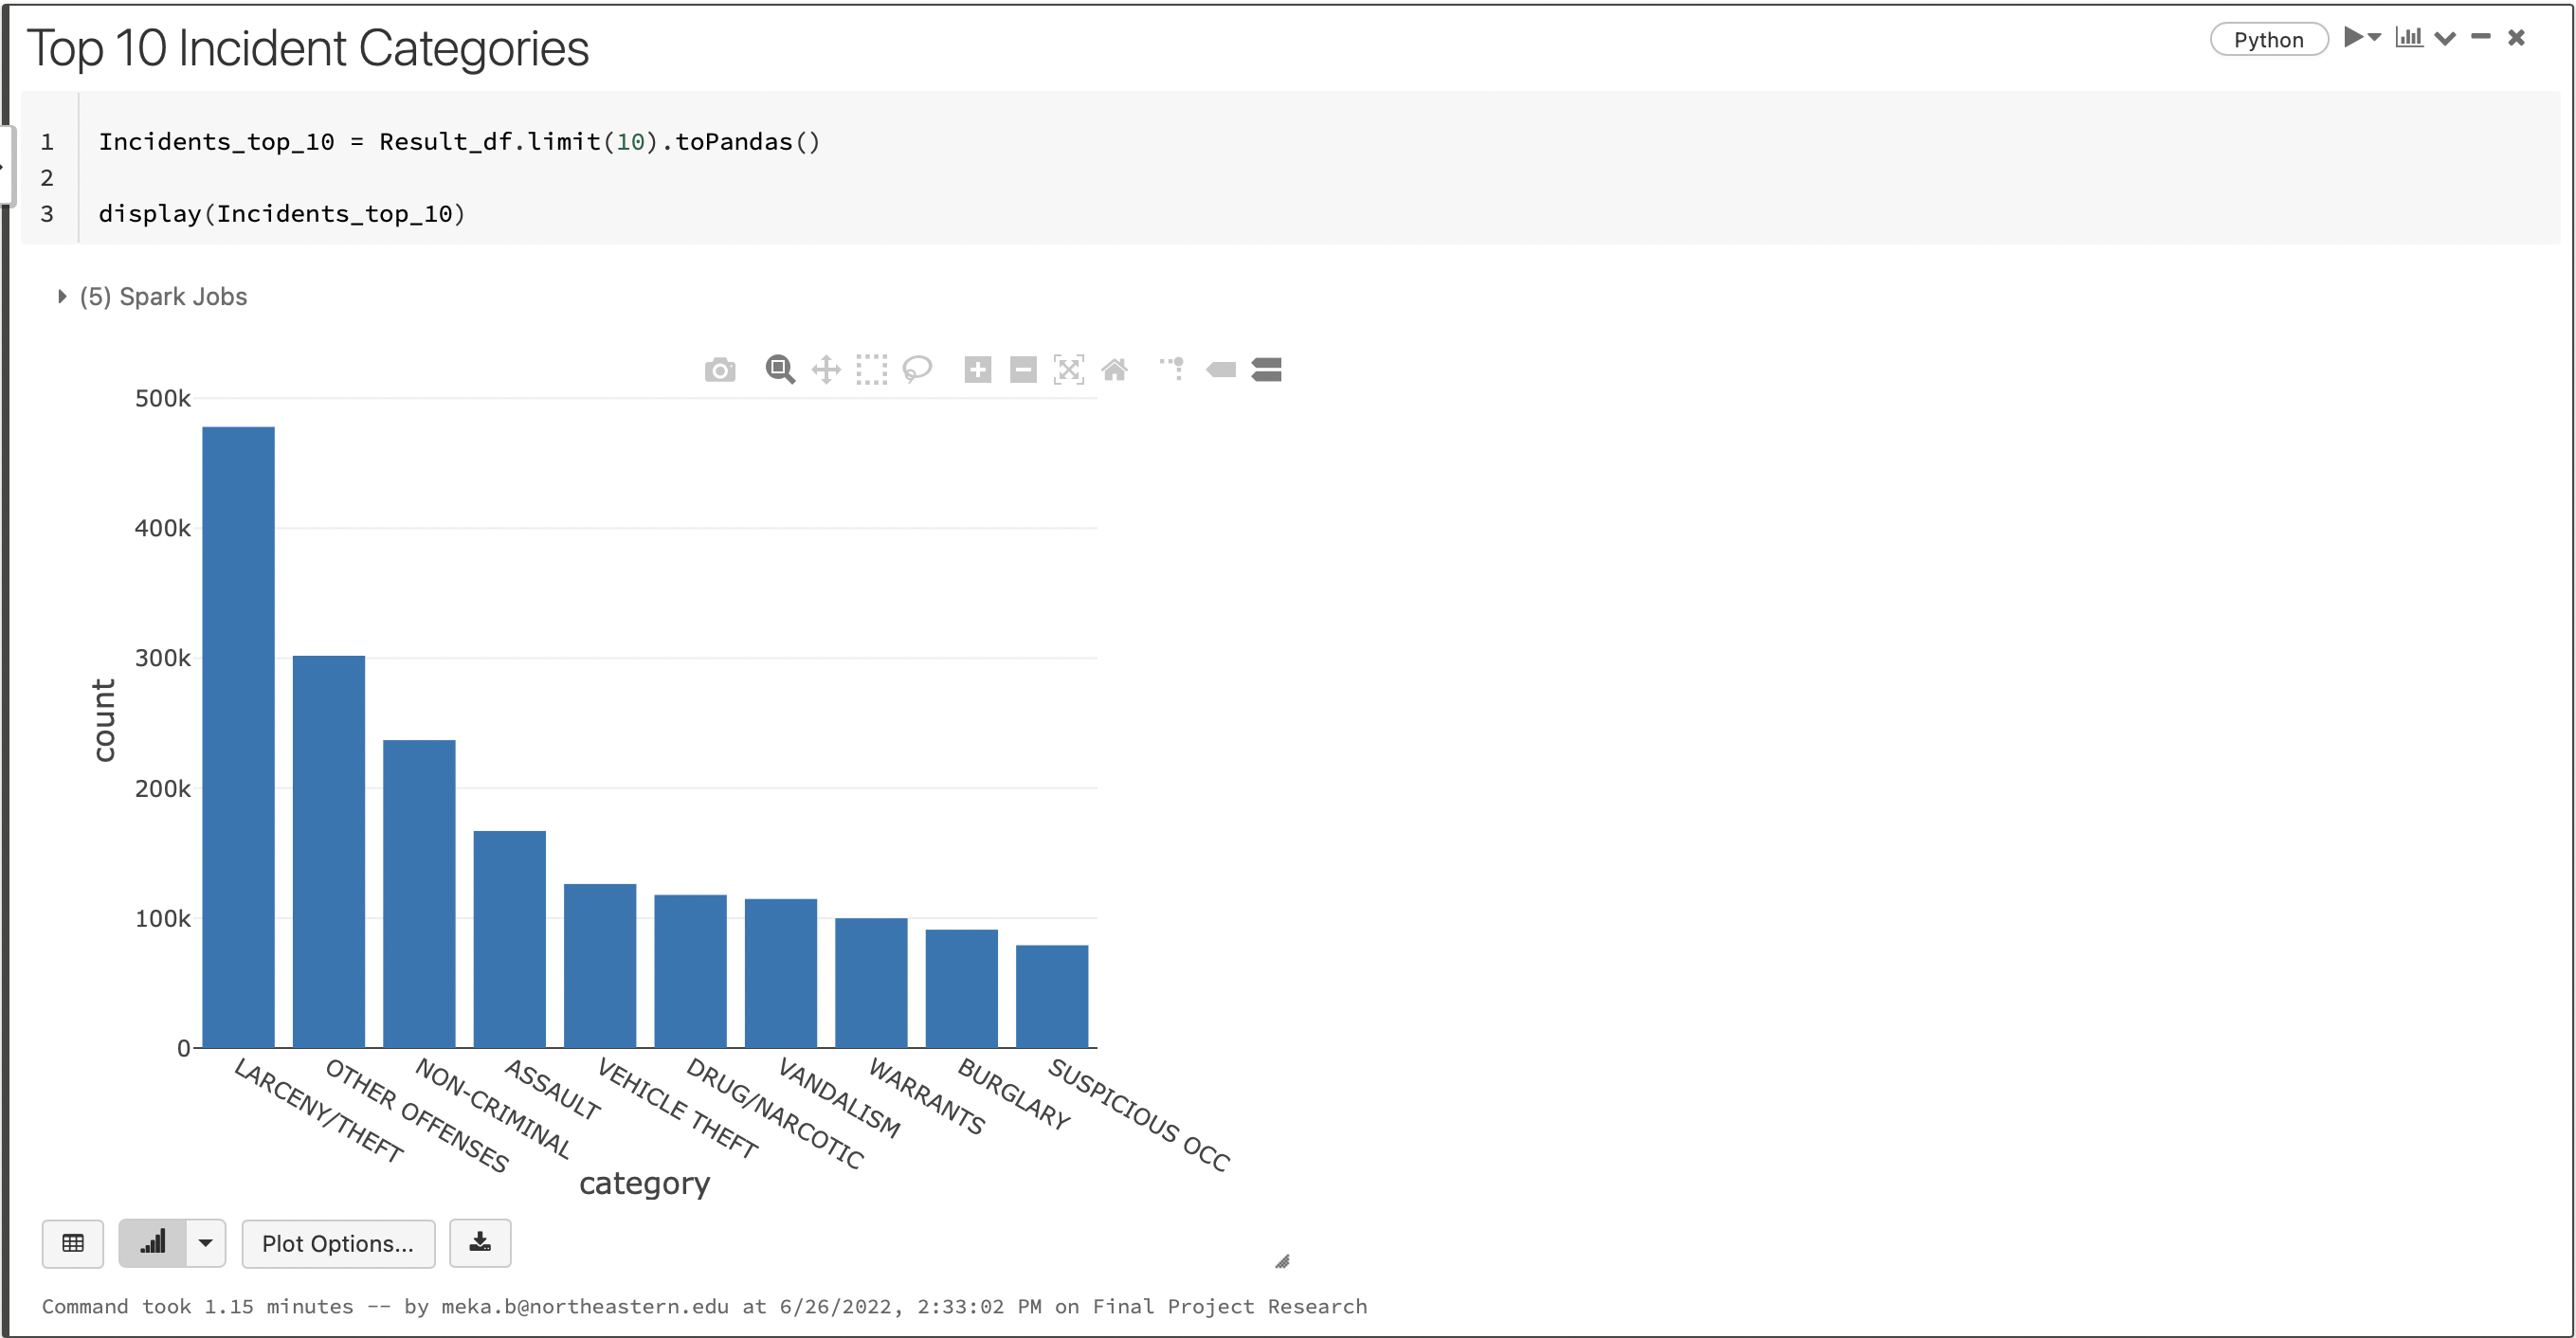 Top 10 Incident Categories
Python
1 Incidents_top_10 = Result_df.limit(10).toPandas()
2
3 display(Incidents_top_10)
(5) Spark Jobs
500k
400k
300k
200k
100k
0
count
LARCENY/THEFT
OTHER OFFENSES
NON-CRIMINAL
ASSAULT
VEHICLE THEFT
DRUG/NARCOTIC
VANDALISM
WARRANTS
BURGLARY
SUSPICIOUS OCC
category
Plot Options...
Command took 1.15 minutes -- by meka.b@northeastern.edu at 6/26/2022, 2:33:02 PM on Final Project Research